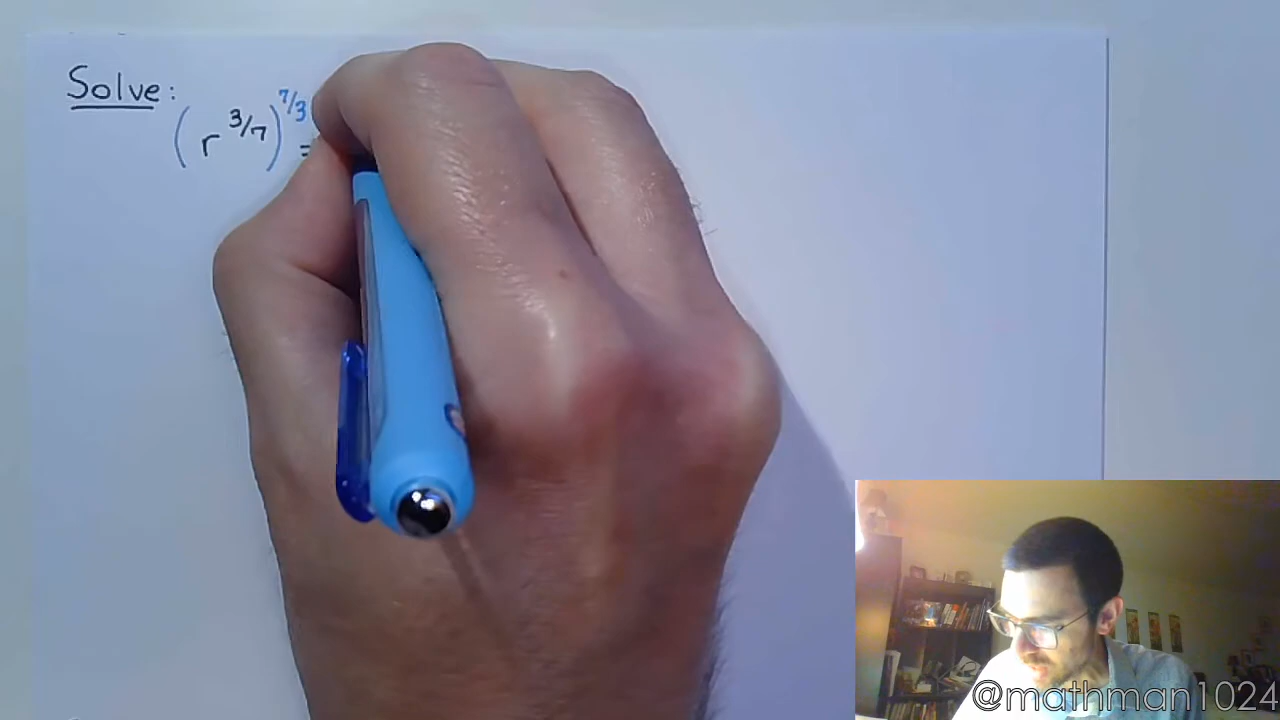 Solve:
(r^3/7)^7/3 =
@mathman1024